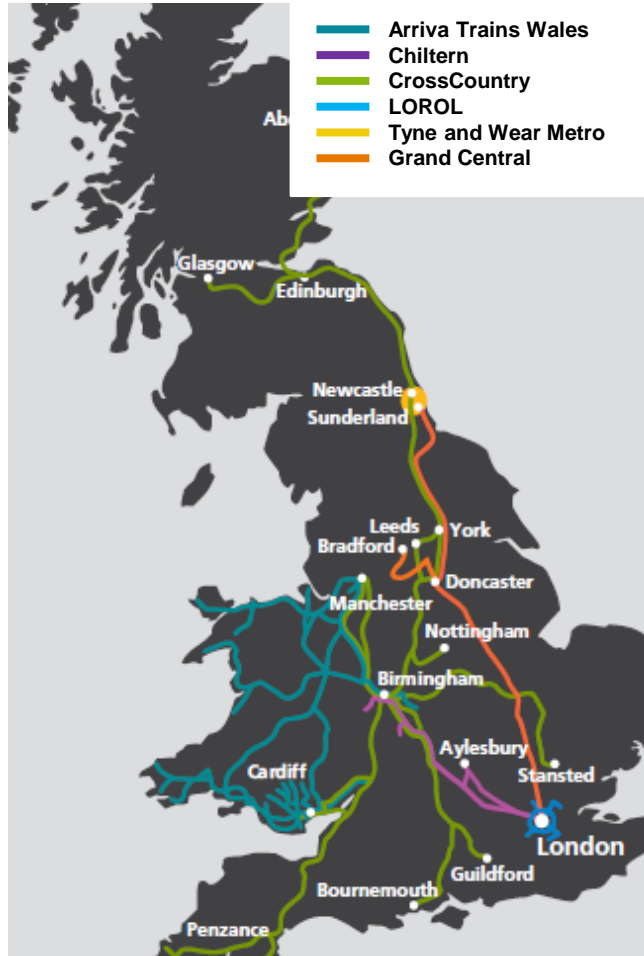 Arriva Trains Wales
Chiltern
CrossCountry
LOROL
Tyne and Wear Metro
Grand Central
Abe
Glasgow
Edinburgh
Newcastle
Sunderland
Leeds
York
Bradford
Doncaster
Manchester
Nottingham
Birmingham
Aylesbury
Cardiff
Stansted
London
Guildford
Bournemouth
Penzance